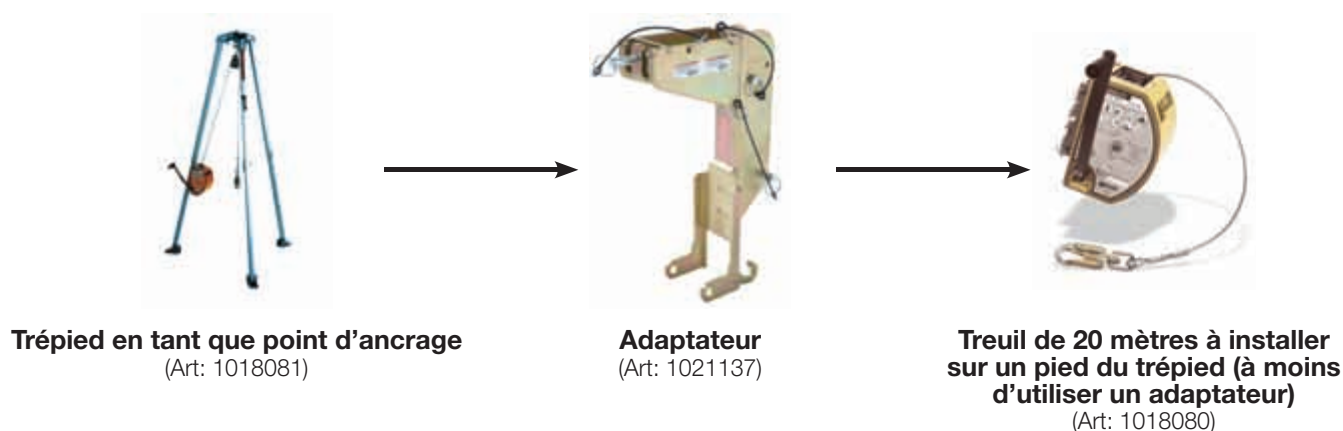 Trépied en tant que point d’ancrage
(Art: 1018081)
Adaptateur
(Art: 1021137)
Treuil de 20 mètres à installer
sur un pied du trépied (à moins
d’utiliser un adaptateur)
(Art: 1018080)